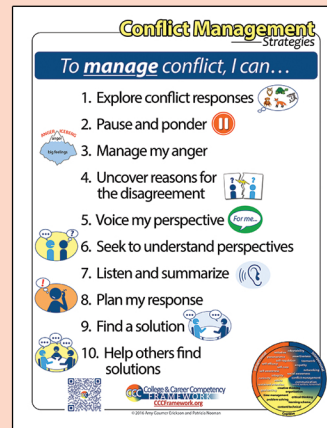 Conflict Management
Strategies
To manage conflict, I can…
1. Explore conflict responses
2. Pause and ponder
3. Manage my anger
big feelings
4. Uncover reasons for
the disagreement
5. Voice my perspective
For me...
6. Seek to understand perspectives
7. Listen and summarize
8. Plan my response
9. Find a solution
10. Help others find
solutions
CCC College & Career Competency
FRAMEWORK
CCCFramework.org
©2016 Amy Gaumer Erickson and Patricia Noonan